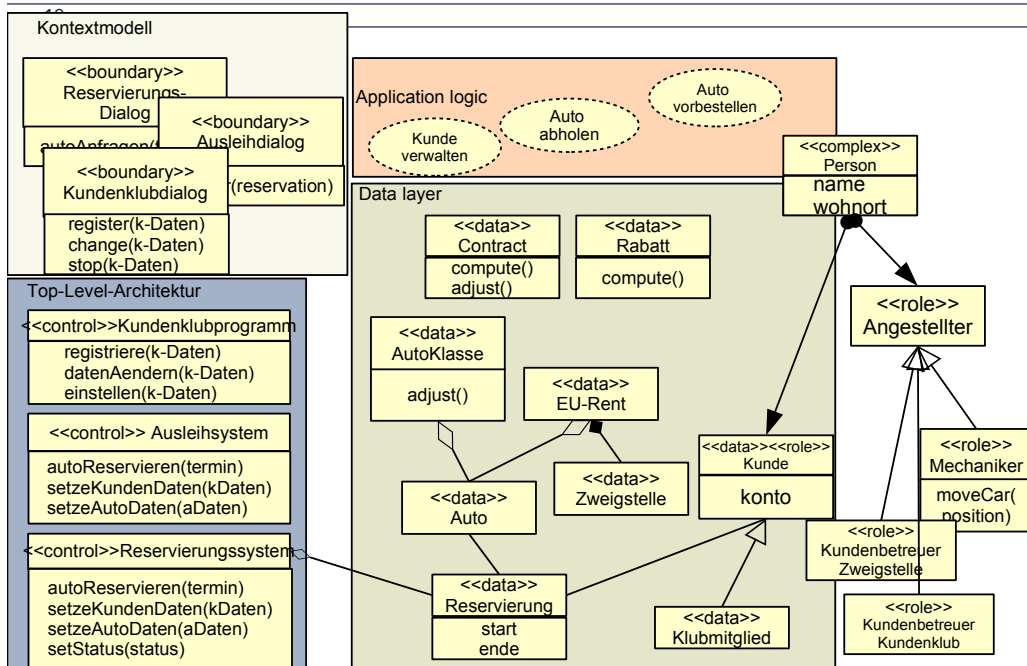 Kontextmodell
<<boundary>>
Reservierungs-
Dialog
<<boundary>>
Ausleihdialog
(reservation)
<<boundary>>
Kundenklubdialog
register(k-Daten)
change(k-Daten)
stop(k-Daten)
Application logic
Kunde
verwalten
Auto
abholen
Auto
vorbestellen
Top-Level-Architektur
<<control>>Kundenklubprogramm
registriere(k-Daten)
datenAendern(k-Daten)
einstellen(k-Daten)
<<control>> Ausleihsystem
autoReservieren(termin)
setzeKundenDaten(kDaten)
setzeAutoDaten(aDaten)
<<control>>Reservierungssystem
autoReservieren(termin)
setzeKundenDaten(kDaten)
setzeAutoDaten(aDaten)
setStatus(status)
Data layer
<<data>>
Contract
compute()
adjust()
<<data>>
Rabatt
compute()
<<data>>
AutoKlasse
adjust()
<<data>>
EU-Rent
<<data>>
Zweigstelle
<<data>>
Auto
<<data>>
Reservierung
start
ende
<<data>><<role>>
Kunde
konto
<<data>>
Klubmitglied
<<complex>>
Person
name
wohnort
<<role>>
Angestellter
<<role>>
Mechaniker
moveCar(
position)
<<role>>
Kundenbetreuer
Zweigstelle
<<role>>
Kundenbetreuer
Kundenklub